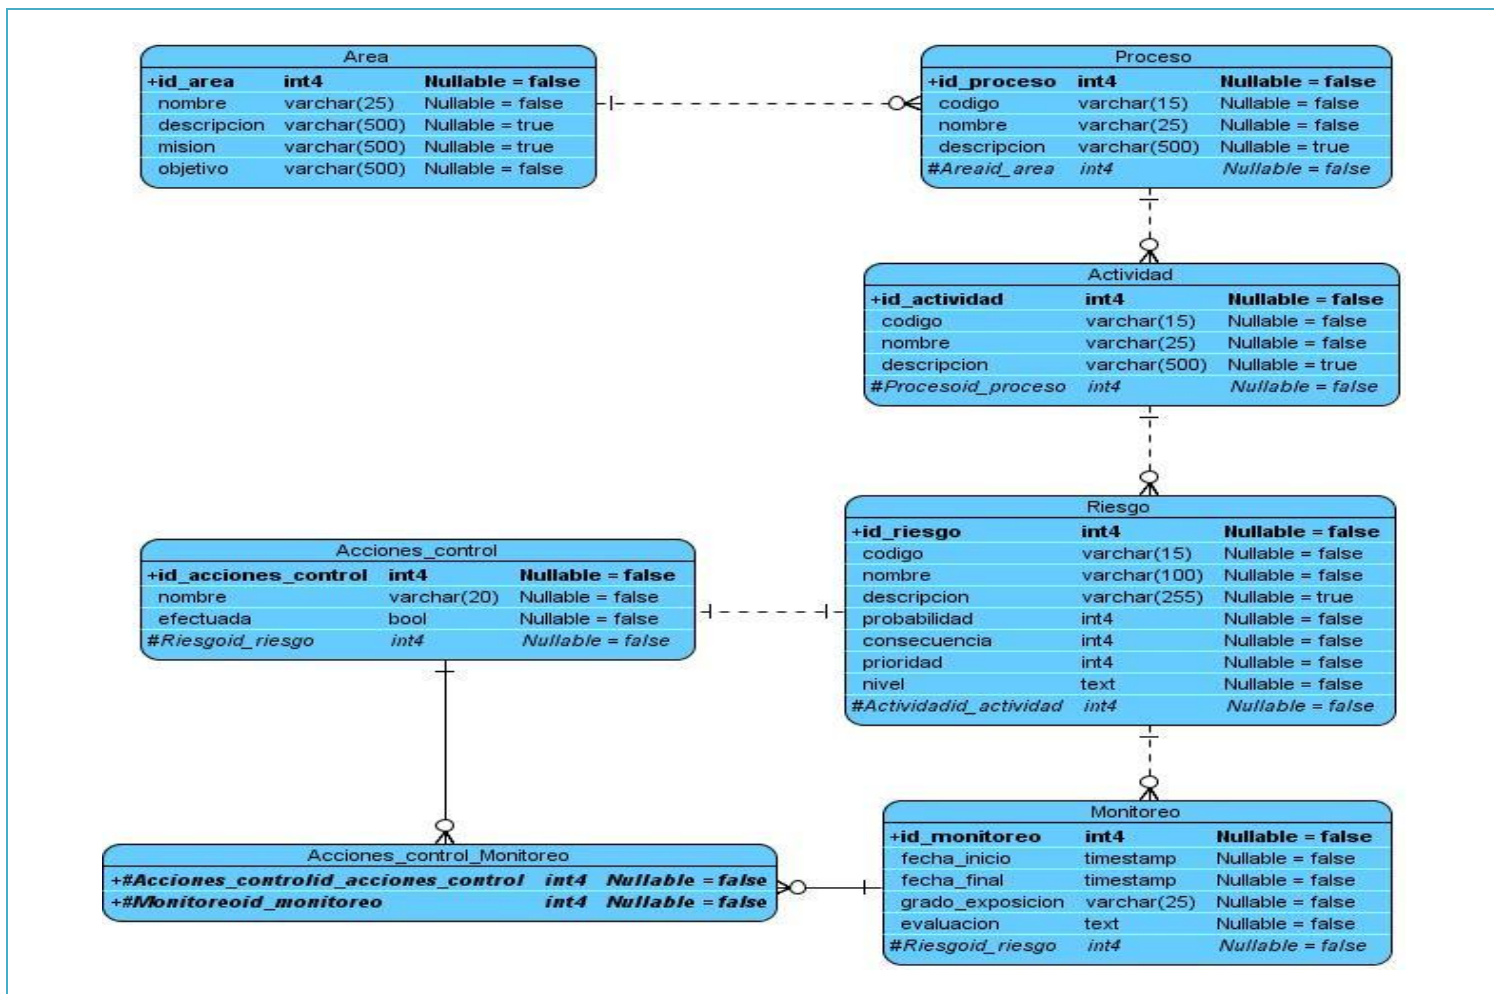 Area
+id_area int4 Nullable = false
nombre varchar(25) Nullable = false
descripcion varchar(500) Nullable = true
mision varchar(500) Nullable = true
objetivo varchar(500) Nullable = false
Proceso
+id_proceso int4 Nullable = false
codigo varchar(15) Nullable = false
nombre varchar(25) Nullable = false
descripcion varchar(500) Nullable = true
#Areaid_area int4 Nullable = false
Actividad
+id_actividad int4 Nullable = false
codigo varchar(15) Nullable = false
nombre varchar(25) Nullable = false
descripcion varchar(500) Nullable = true
#Procesoid_proceso int4 Nullable = false
Riesgo
+id_riesgo int4 Nullable = false
codigo varchar(15) Nullable = false
nombre varchar(100) Nullable = false
descripcion varchar(255) Nullable = true
probabilidad int4 Nullable = false
consecuencia int4 Nullable = false
prioridad int4 Nullable = false
nivel text Nullable = false
#Actividadid_actividad int4 Nullable = false
Acciones_control
+id_acciones_control int4 Nullable = false
nombre varchar(20) Nullable = false
efectuada bool Nullable = false
#Riesgoid_riesgo int4 Nullable = false
Acciones_control_Monitoreo
+#Acciones_controlid_acciones_control int4 Nullable = false
+#Monitoreoid_monitoreo int4 Nullable = false
Monitoreo
+id_monitoreo int4 Nullable = false
fecha_inicio timestamp Nullable = false
fecha_final timestamp Nullable = false
grado_exposicion varchar(25) Nullable = false
evaluacion text Nullable = false
#Riesgoid_riesgo int4 Nullable = false